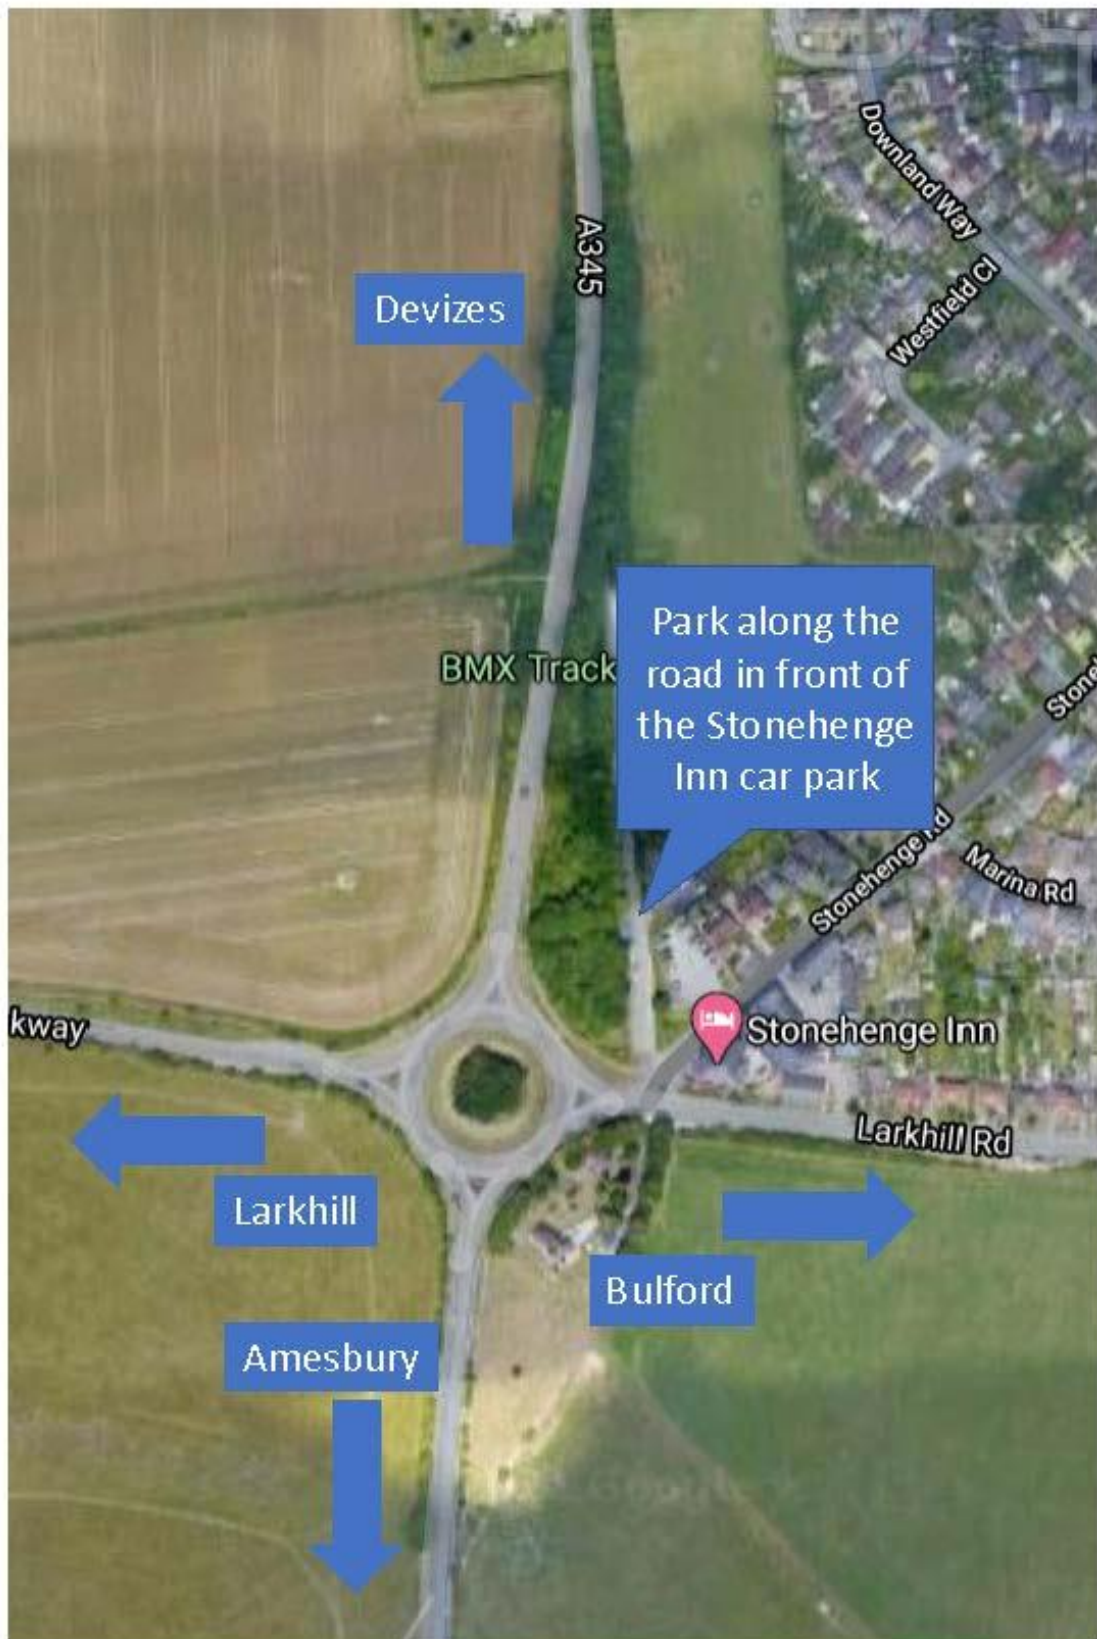 Downland Way
A345
Westfield Cl
Devizes
Park along the
road in front of
the Stonehenge
Inn car park
BMX Track
Stoneh
Stonehenge Rd
Marina Rd
kway
Stonehenge Inn
Larkhill Rd
Larkhill
Bulford
Amesbury